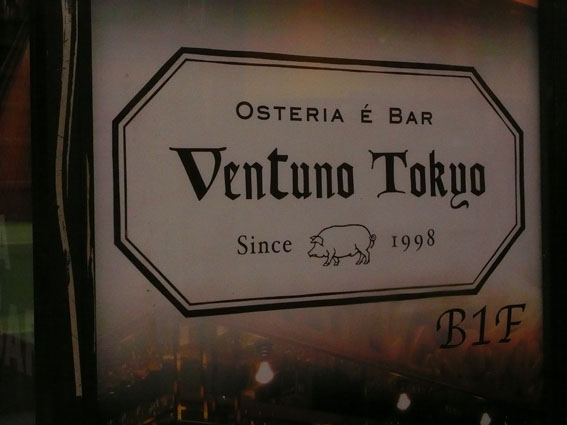 OSTERIA É BAR
Ventuno Tokyo
Since 1998
B1F